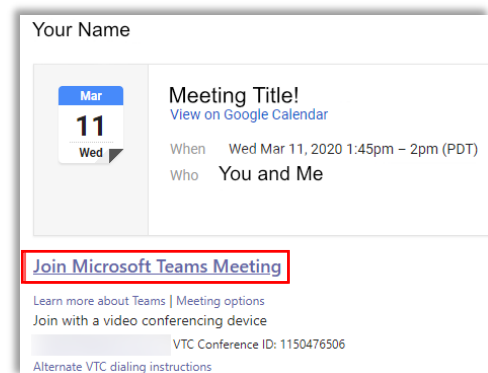 Your Name
Mar
11
Wed
Meeting Title!
View on Google Calendar
When Wed Mar 11, 2020 1:45pm – 2pm (PDT)
Who You and Me
Join Microsoft Teams Meeting
Learn more about Teams | Meeting options
Join with a video conferencing device
VTC Conference ID: 1150476506
Alternate VTC dialing instructions